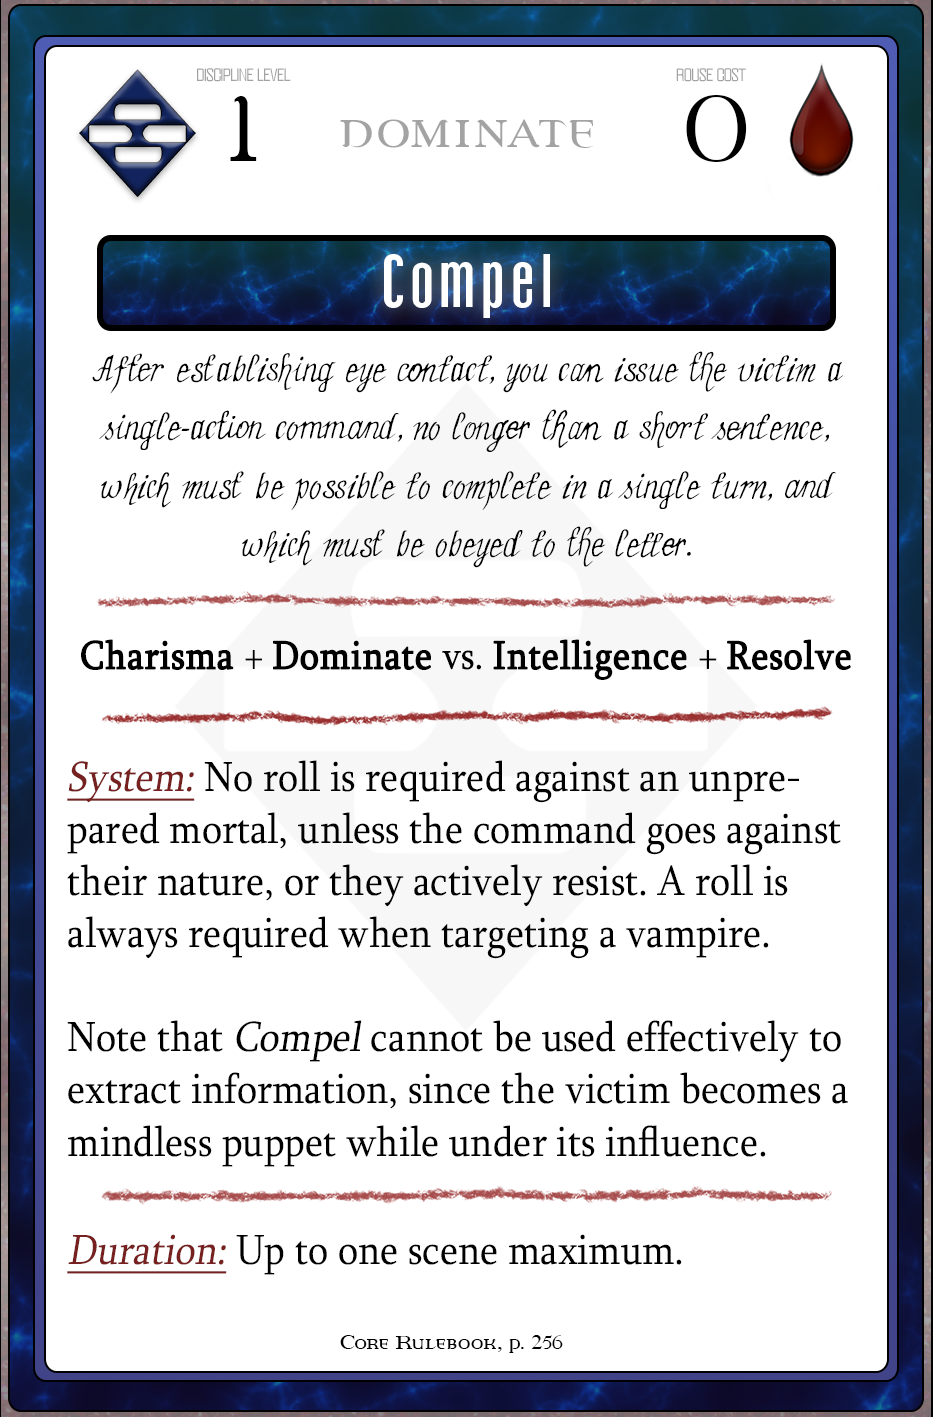 DISCIPLINE LEVEL
1
DOMINATE
ROUSE COST
0
Compel
After establishing eye contact, you can issue the victim a
single-action command, no longer than a short sentence,
which must be possible to complete in a single turn, and
which must be obeyed to the letter.
Charisma + Dominate vs. Intelligence + Resolve
System: No roll is required against an unpre-
pared mortal, unless the command goes against
their nature, or they actively resist. A roll is
always required when targeting a vampire.
Note that Compel cannot be used effectively to
extract information, since the victim becomes a
mindless puppet while under its influence.
Duration: Up to one scene maximum.
Core Rulebook, p. 256